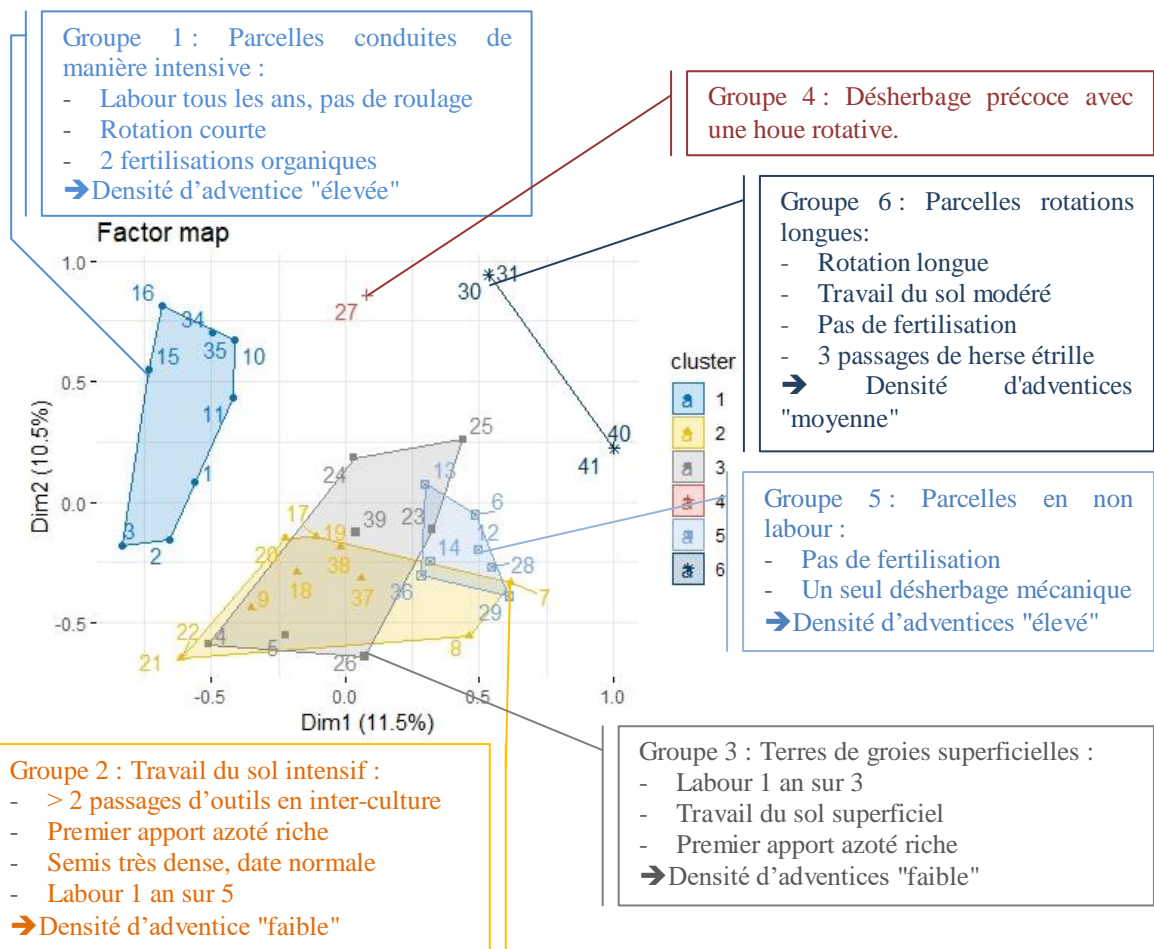 Groupe 1 : Parcelles conduites de
manière intensive :
- Labour tous les ans, pas de roulage
- Rotation courte
- 2 fertilisations organiques
➔Densité d'adventice "élevée"
Groupe 4 : Désherbage précoce avec
une houe rotative.
Groupe 6 : Parcelles rotations
longues:
- Rotation longue
- Travail du sol modéré
- Pas de fertilisation
- 3 passages de herse étrille
➔ Densité d'adventices
"moyenne"
Factor map
1.0
0.5
0.0
-0.5
Dim2 (10.5%)
16
34
35
10
15
11
1
3
2
27
31
30
40
41
25
24
13
6
23
39
12
17
19
20
14
28
38
36
18
37
9
29
7
22
4
5
8
21
26
-0.5
0.0
0.5
1.0
Dim1 (11.5%)
cluster
a 1
a 2
a 3
a 4
a 5
a 6
Groupe 5 : Parcelles en non
labour :
- Pas de fertilisation
- Un seul désherbage mécanique
➔Densité d'adventices "élevé"
Groupe 2 : Travail du sol intensif :
- > 2 passages d'outils en inter-culture
- Premier apport azoté riche
- Semis très dense, date normale
- Labour 1 an sur 5
➔Densité d'adventice "faible"
Groupe 3 : Terres de groies superficielles :
- Labour 1 an sur 3
- Travail du sol superficiel
- Premier apport azoté riche
➔Densité d'adventices "faible"